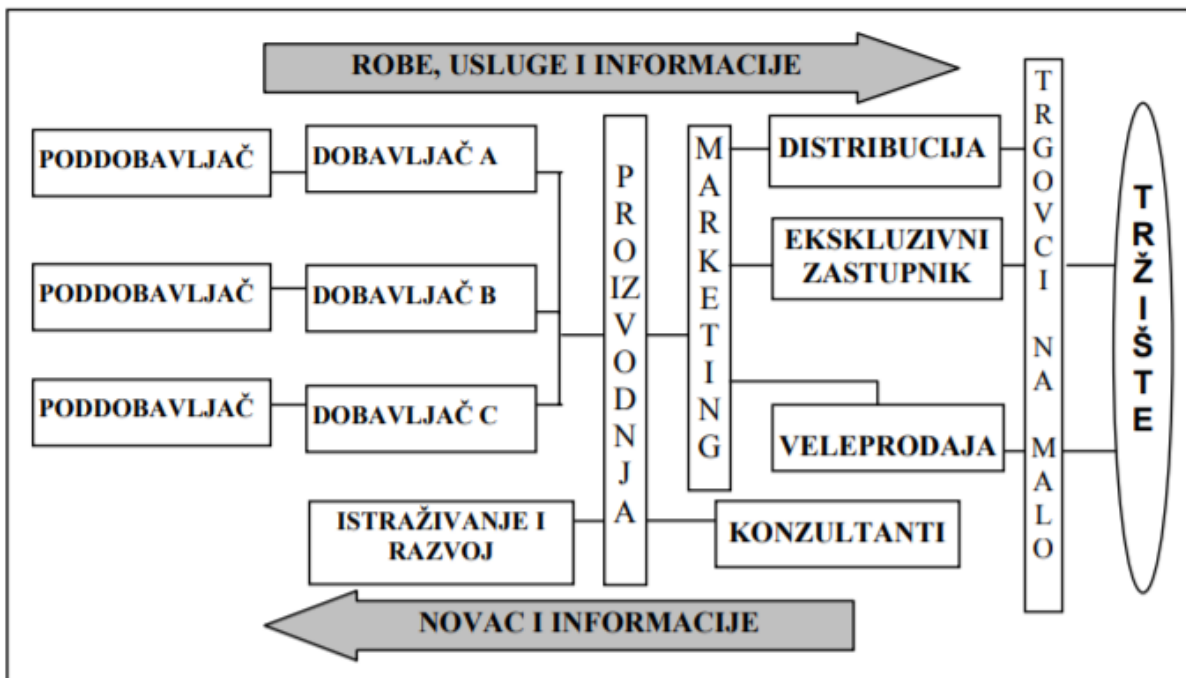 ROBE, USLUGE I INFORMACIJE
PODDOBAVLJAČ
DOBAVLJAČ A
PODDOBAVLJAČ
DOBAVLJAČ B
PODDOBAVLJAČ
DOBAVLJAČ C
ISTRAŽIVANJE I
RAZVOJ
PROIZVODNJA
MARKETING
DISTRIBUCIJA
EKSKLUZIVNI
ZASTUPNIK
VELEPRODAJA
KONZULTANTI
TRGOVCI NA MALO
TRŽIŠTE
NOVAC I INFORMACIJE